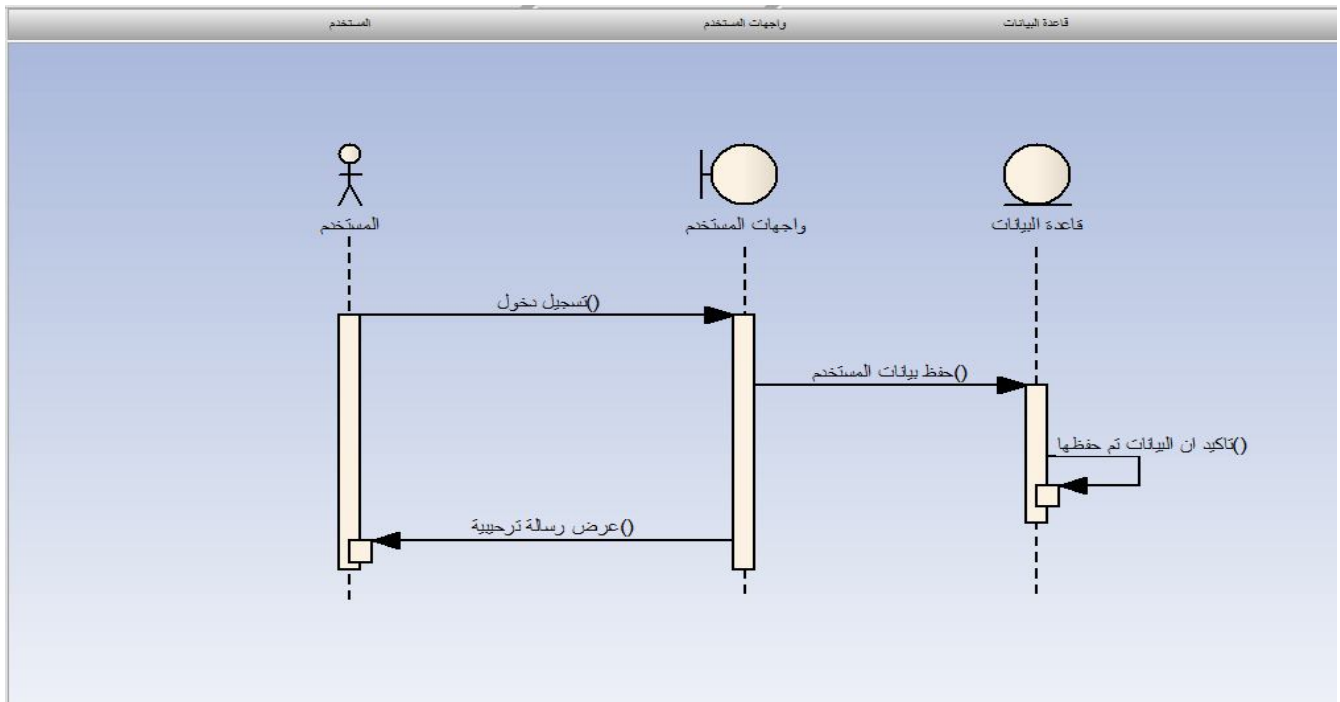 المستخدم
واجهات المستخدم
قاعدة البيانات
المستخدم
واجهات المستخدم
قاعدة البيانات
تسجيل دخول()
حفظ بيانات المستخدم()
تاكيد ان البيانات تم حفظها()
عرض رسالة ترحيبية()